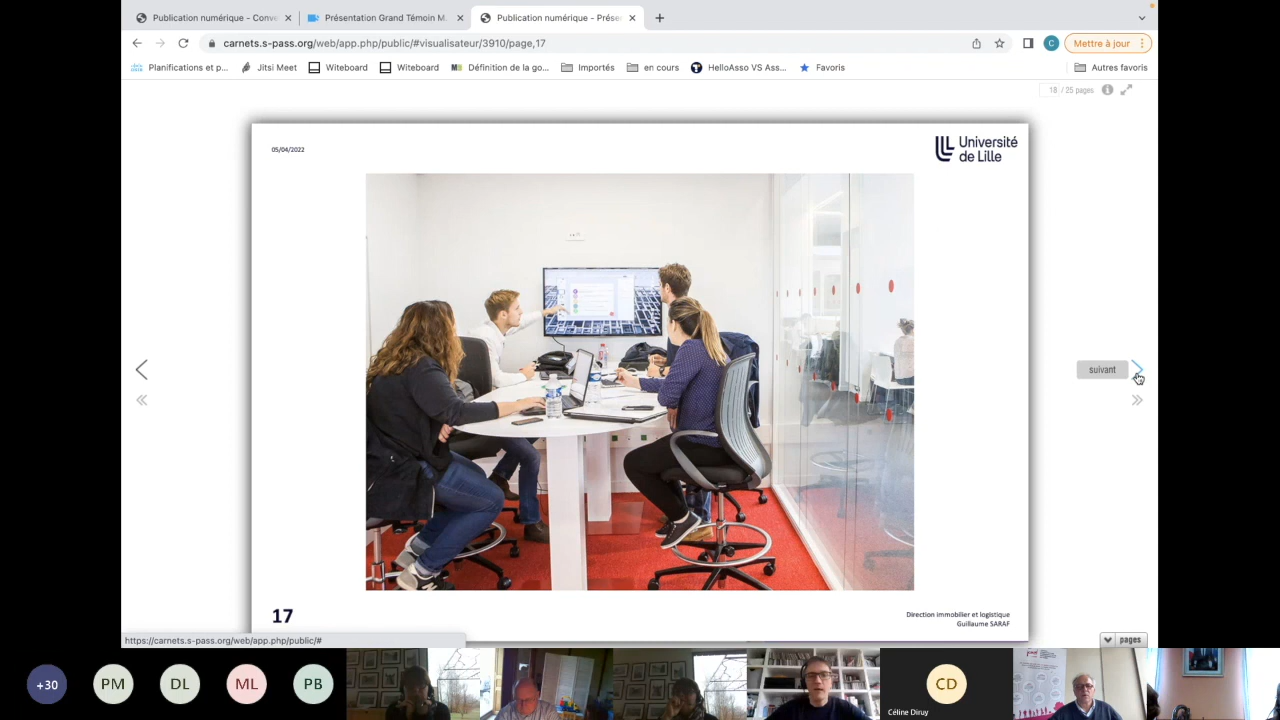 Publication numérique - Conve
Présentation Grand Témoin M.
Publication numérique - Prése
carnets.s-pass.org/web/app.php/public/#visualisateur/3910/page,17
C
Mettre à jour
Planifications et p...
Jitsi Meet
Witeboard
Witeboard
Définition de la go...
Importés
en cours
HelloAsso VS Ass...
Favoris
Autres favoris
18 / 25 pages
05/04/2022
Université
de Lille
suivant
17
Direction immobilier et logistique
Guillaume SARAF
https://carnets.s-pass.org/web/app.php/public/#
pages
+30
PM
DL
ML
PB
CD
Céline Diruy